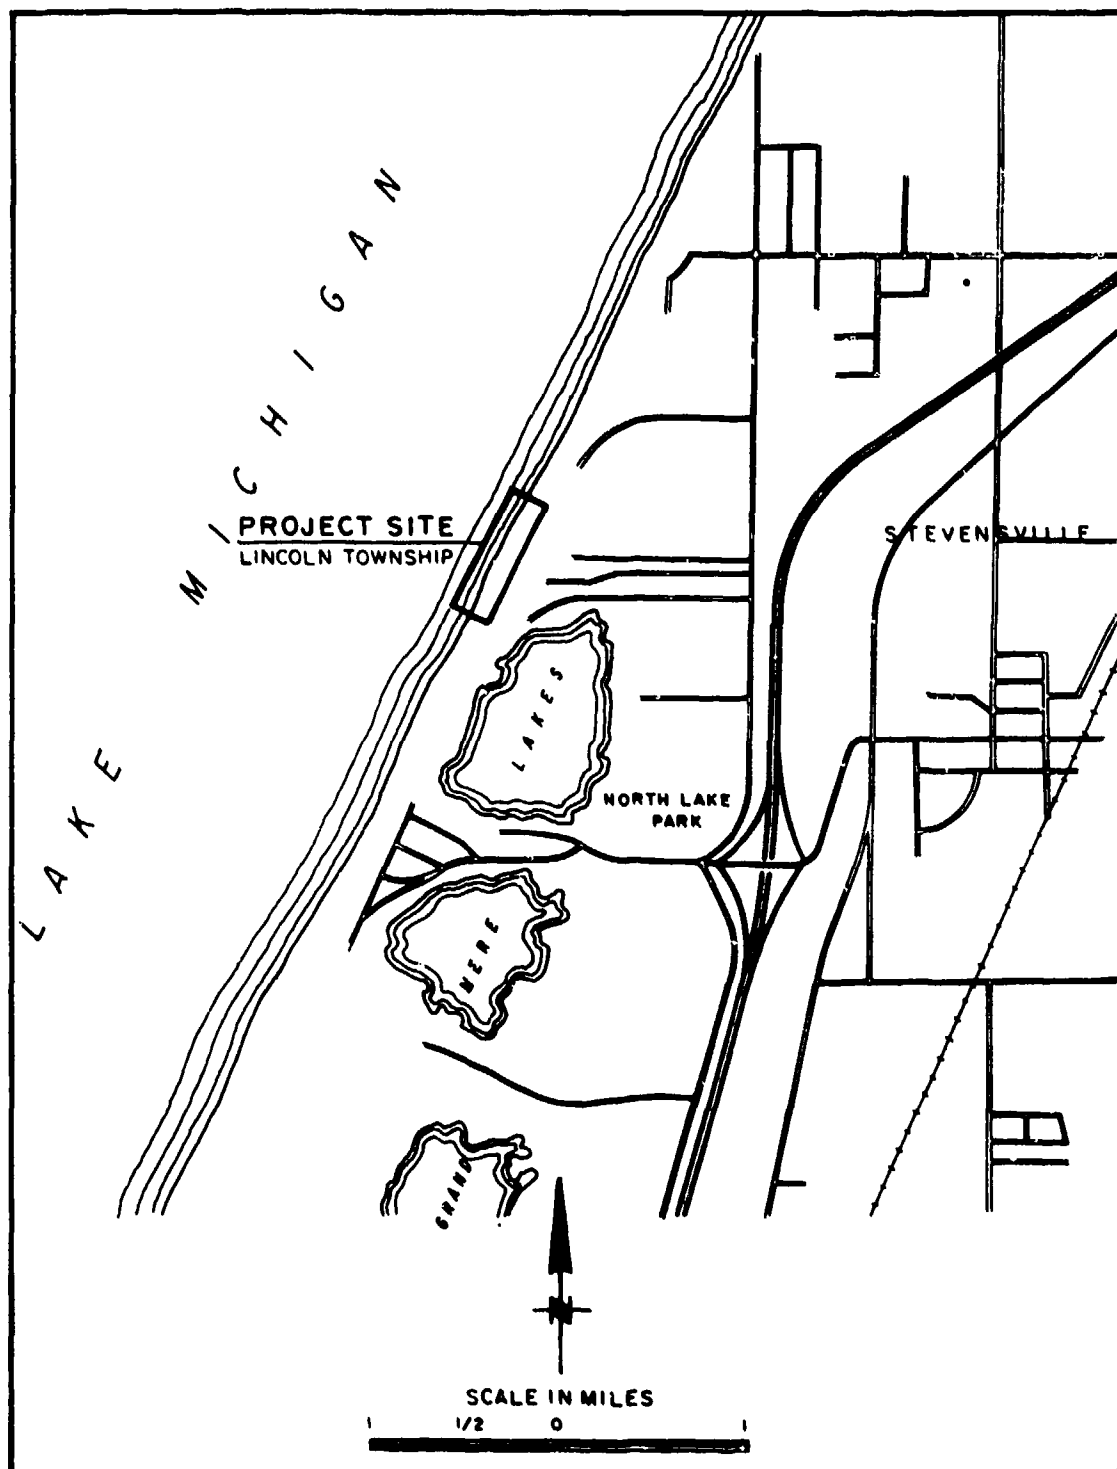 LAKE MICHIGAN
PROJECT SITE
LINCOLN TOWNSHIP
STEVENSVILLE
LAKES
NORTH LAKE
PARK
MERE
GRAND
N
SCALE IN MILES
1 1/2 0 1